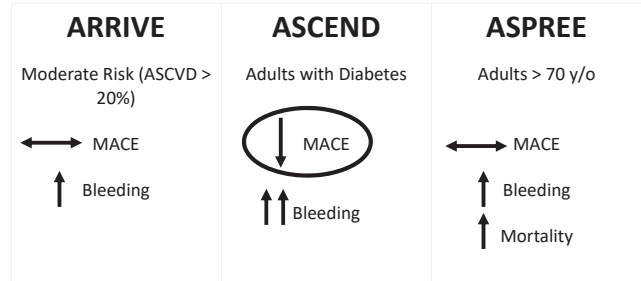 ARRIVE
Moderate Risk (ASCVD >
20%)
MACE
Bleeding
ASCEND
Adults with Diabetes
MACE
Bleeding
ASPREE
Adults > 70 y/o
MACE
Bleeding
Mortality